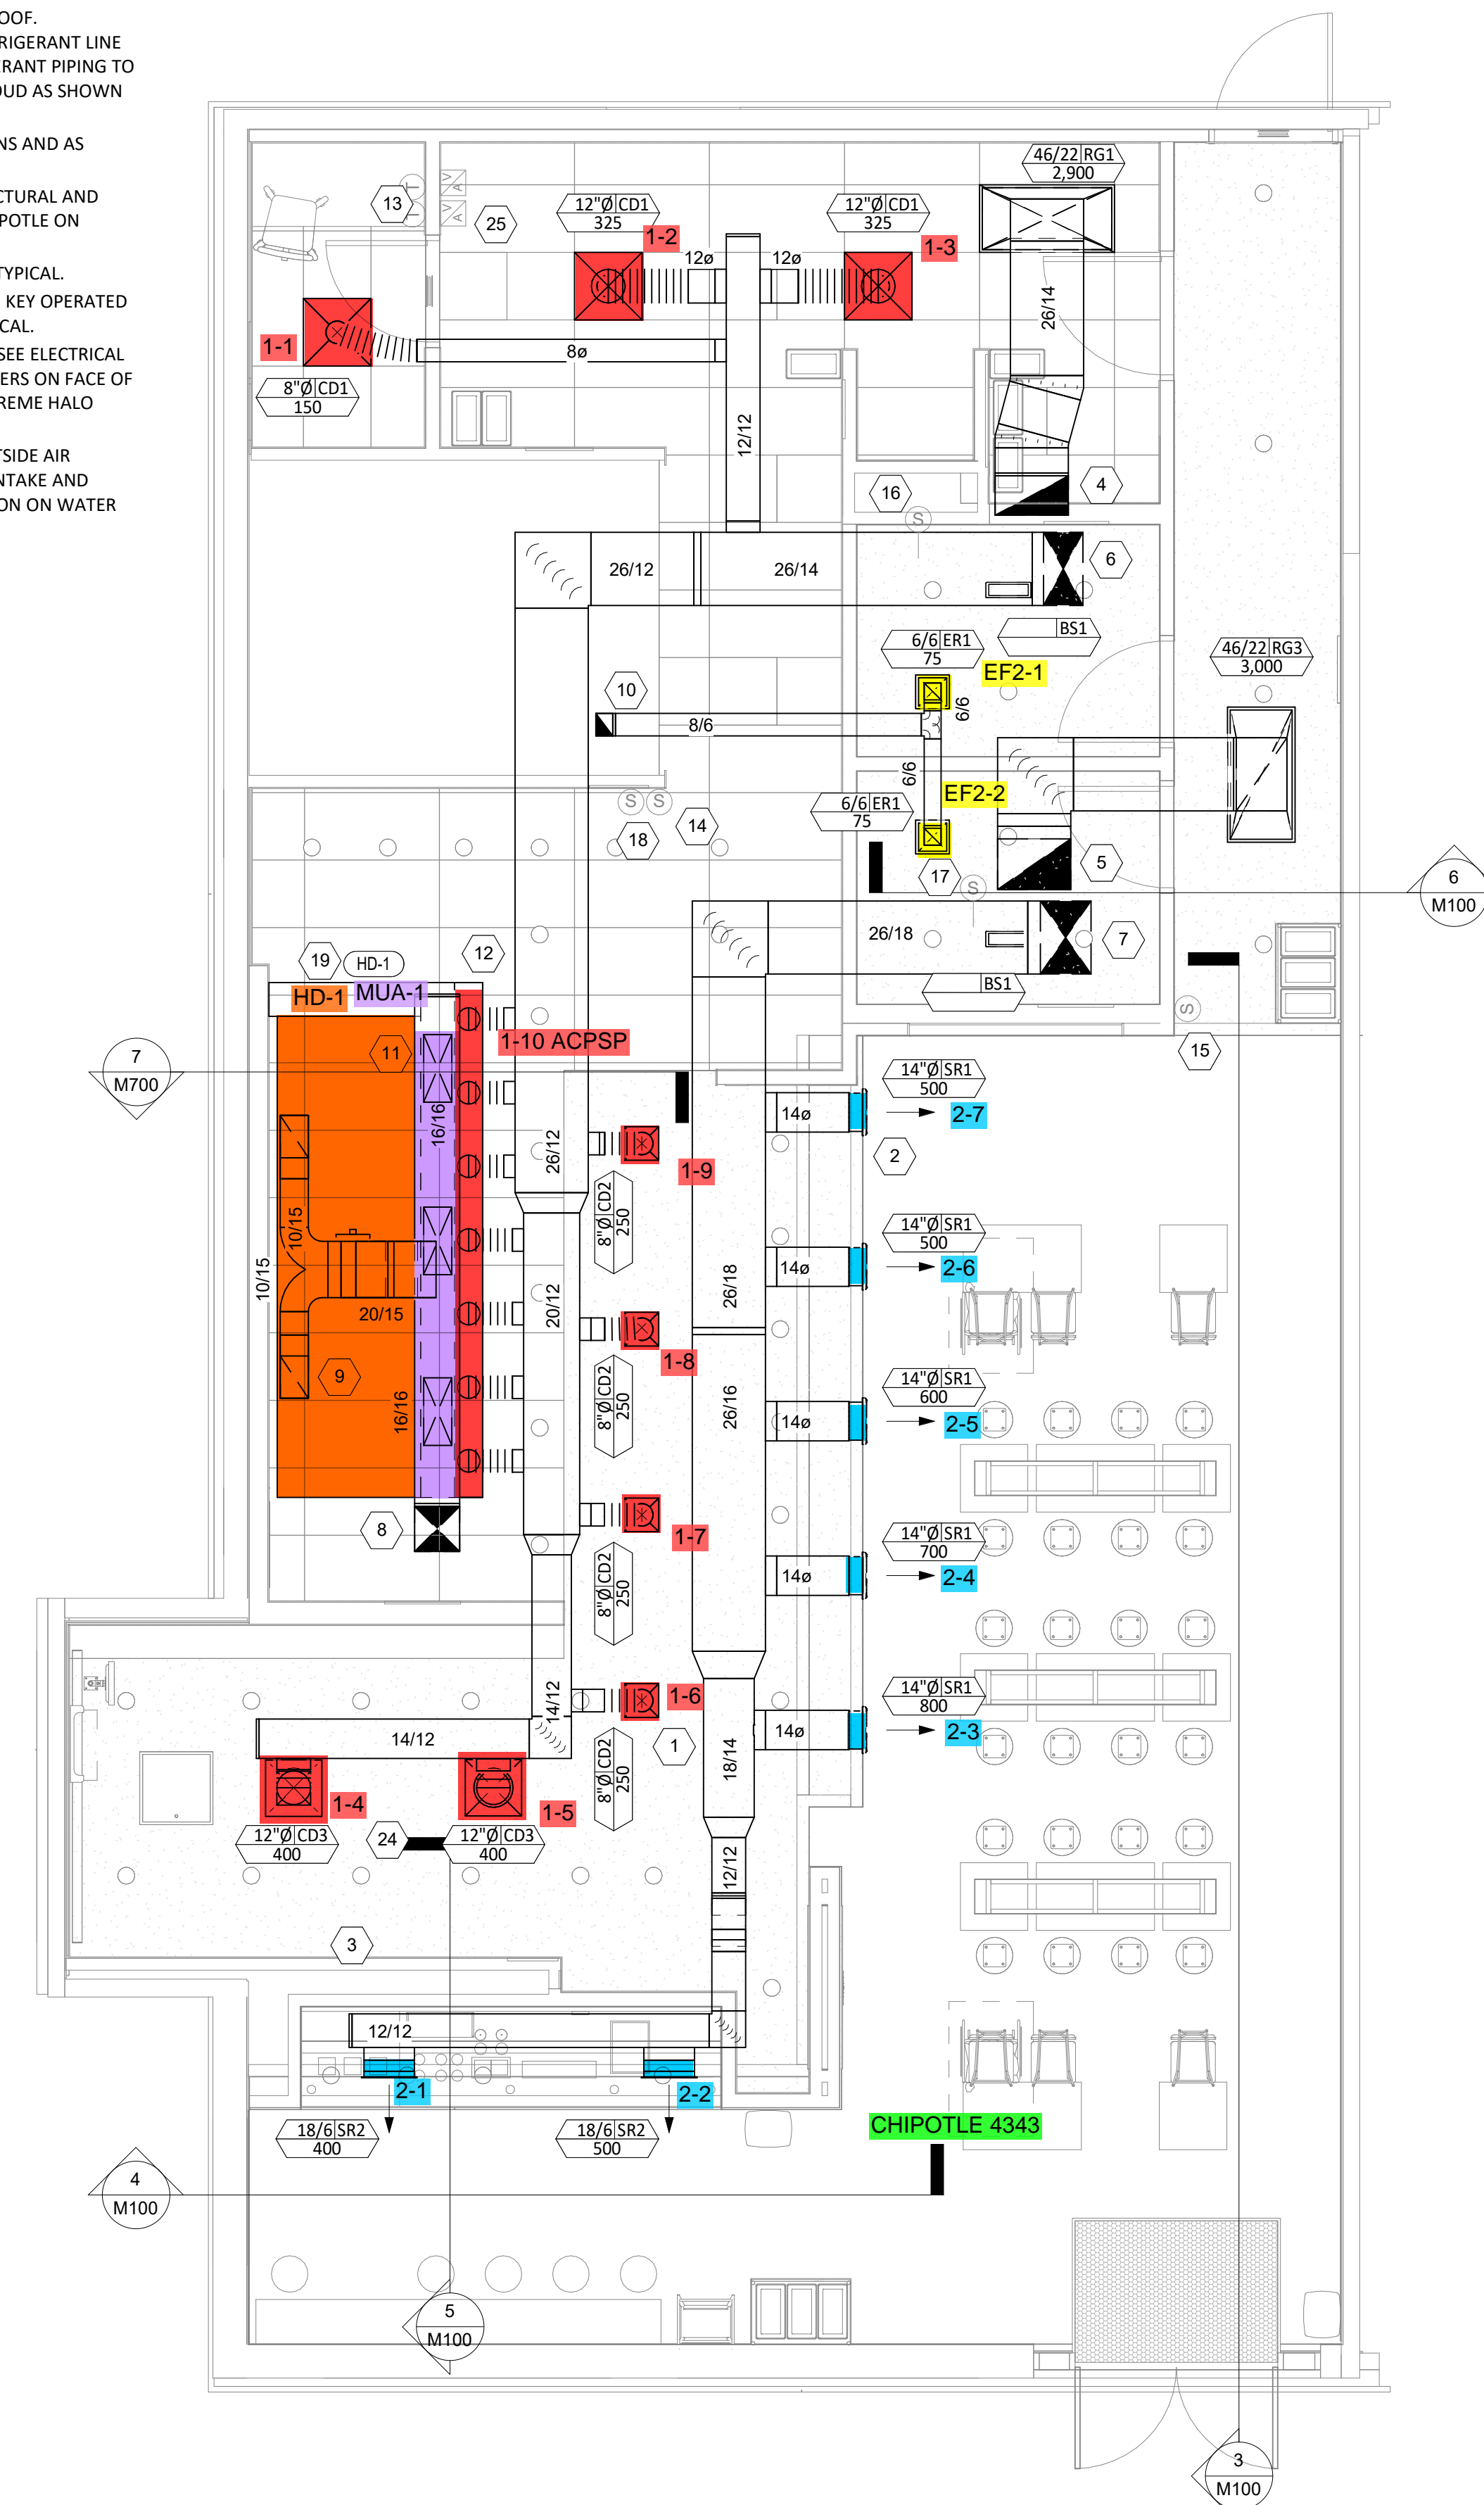 OOF.
RIGERANT LINE
ERANT PIPING TO
OUD AS SHOWN
NS AND AS
CTURAL AND
POTLE ON
TYPICAL.
KEY OPERATED
ICAL.
SEE ELECTRICAL
ERS ON FACE OF
REME HALO
TSIDE AIR
NTAKE AND
ON ON WATER
46/22 RG1
2,900
13
T T
V
A
V
A
25
12"Ø CD1
325
1-2
12"Ø CD1
325
1-3
12ø
12ø
26/14
1-1
8ø
8"Ø CD1
150
12/12
16
4
S
26/12
26/14
6
BS1
6/6 ER1
75
EF2-1
46/22 RG3
3,000
10
8/6
6/6
6/6
EF2-2
6/6 ER1
75
S S
18
14
17
S
5
6
M100
26/18
7
BS1
19
HD-1
12
HD-1
MUA-1
1-10 ACPSP
11
S
15
7
M700
16/16
26/12
14ø
14"Ø SR1
500
2-7
2
1-9
8"Ø CD2
250
10/15
10/15
20/15
20/12
26/18
14ø
14"Ø SR1
500
2-6
1-8
8"Ø CD2
250
9
16/16
26/16
14ø
14"Ø SR1
600
2-5
8
1-7
8"Ø CD2
250
14ø
14"Ø SR1
700
2-4
14/12
1-6
14/12
1
8"Ø CD2
250
18/14
14ø
14"Ø SR1
800
2-3
1-4
1-5
12"Ø CD3
400
24
12"Ø CD3
400
12/12
3
12/12
2-1
2-2
18/6 SR2
400
18/6 SR2
500
CHIPOTLE 4343
4
M100
5
M100
3
M100